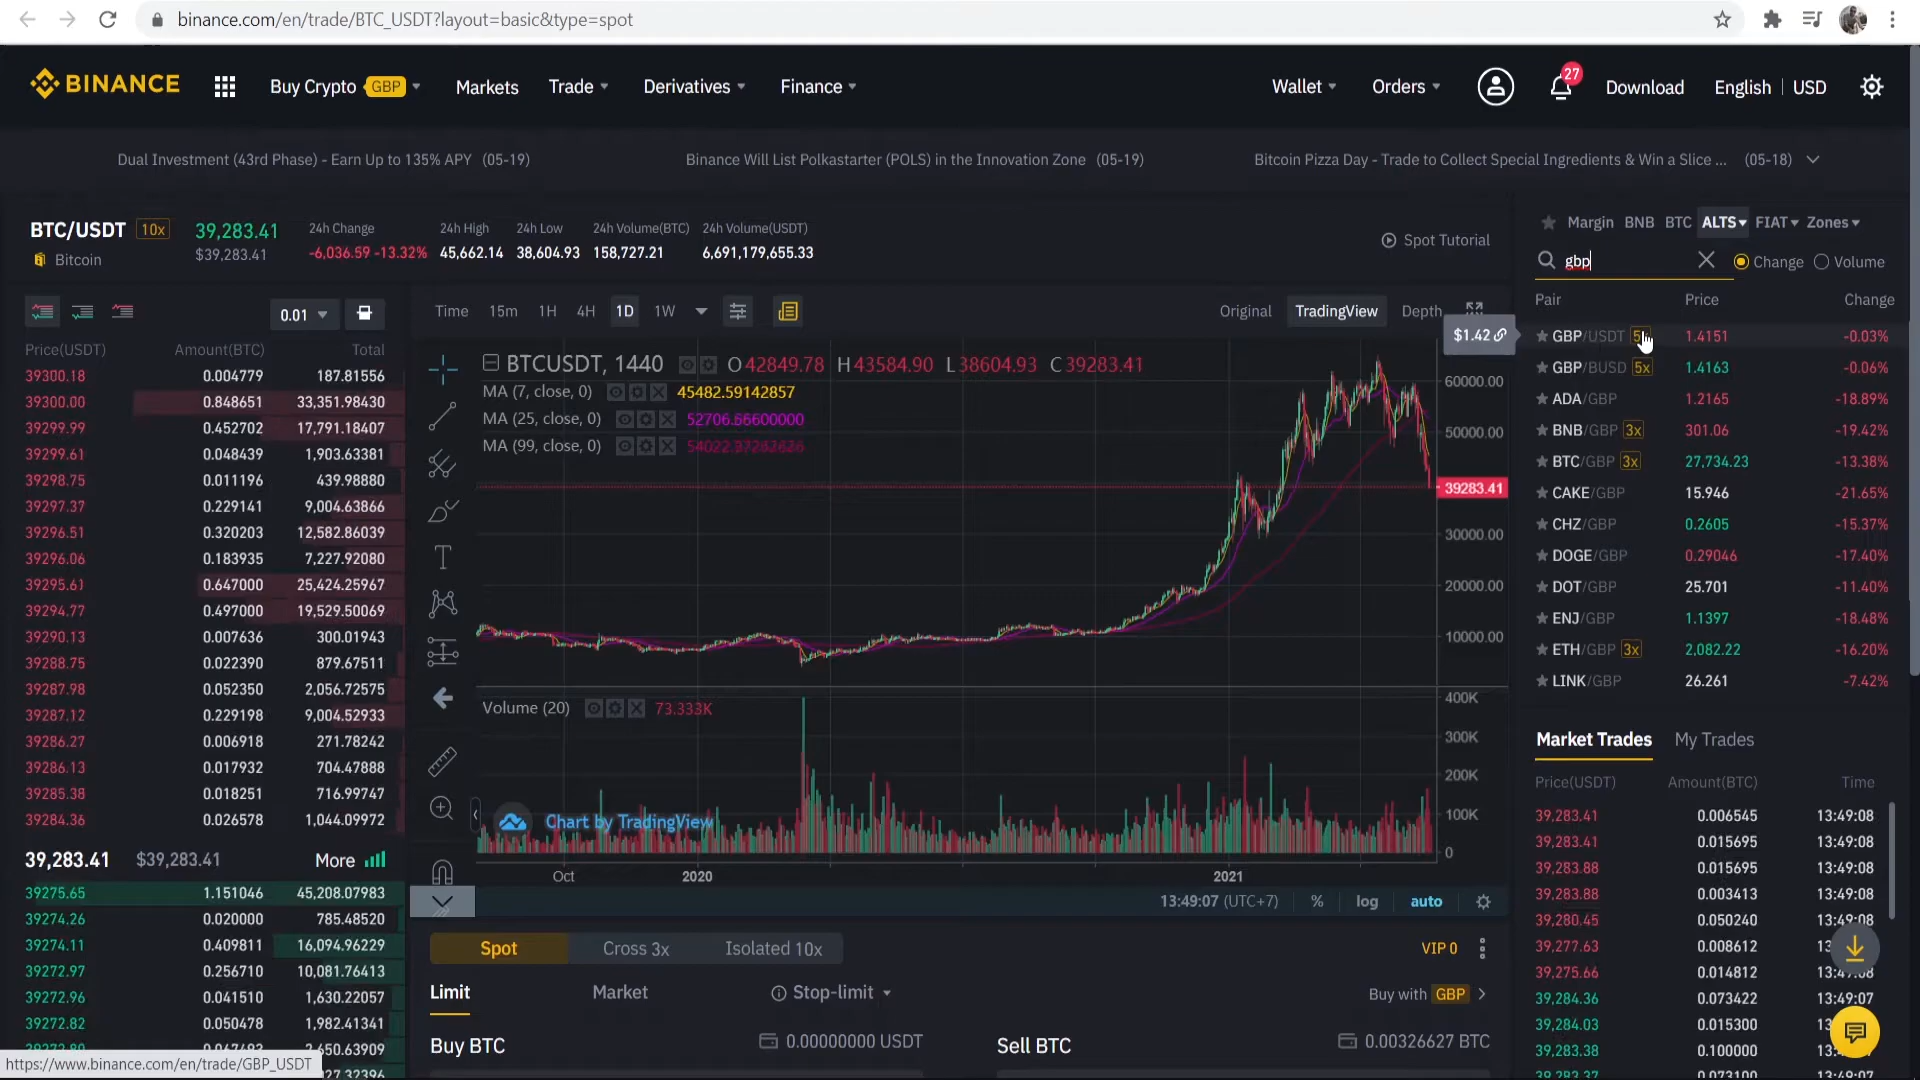 binance.com/en/trade/BTC_USDT?layout=basic&type=spot
BINANCE Buy Crypto GBP Markets Trade Derivatives Finance Wallet Orders 27 Download English USD
Dual Investment (43rd Phase) - Earn Up to 135% APY (05-19) Binance Will List Polkastarter (POLS) in the Innovation Zone (05-19) Bitcoin Pizza Day - Trade to Collect Special Ingredients & Win a Slice ... (05-18)
BTC/USDT 10x
Bitcoin
39,283.41
$39,283.41
24h Change
-6,036.59 -13.32%
24h High
45,662.14
24h Low
38,604.93
24h Volume(BTC)
158,727.21
24h Volume(USDT)
6,691,179,655.33
Spot Tutorial
0.01
Price(USDT) Amount(BTC) Total
39300.18 0.004779 187.81556
39300.00 0.848651 33,351.98430
39299.99 0.452702 17,791.18407
39299.61 0.048439 1,903.63381
39298.75 0.011196 439.98880
39297.37 0.229141 9,004.63866
39296.51 0.320203 12,582.86039
39296.06 0.183935 7,227.92080
39295.61 0.647000 25,424.25967
39294.77 0.497000 19,529.50069
39290.13 0.007636 300.01943
39288.75 0.022390 879.67511
39287.98 0.052350 2,056.72575
39287.12 0.229198 9,004.52933
39286.27 0.006918 271.78242
39286.13 0.017932 704.47888
39285.38 0.018251 716.99747
39284.36 0.026578 1,044.09972
39,283.41 $39,283.41 More
39275.65 1.151046 45,208.07983
39274.26 0.020000 785.48520
39274.11 0.409811 16,094.96229
39272.97 0.256710 10,081.76413
39272.96 0.041510 1,630.22057
39272.82 0.050478 1,982.41341
https://www.binance.com/en/trade/GBP_USDT
Time 15m 1H 4H 1D 1W Original TradingView Depth
BTCUSDT, 1440 O 42849.78 H 43584.90 L 38604.93 C 39283.41
MA (7, close, 0) 45482.59142857
MA (25, close, 0) 52706.56600000
MA (99, close, 0)
60000.00
50000.00
39283.41
30000.00
20000.00
10000.00
Volume (20) 73.333K
400K
300K
200K
100K
0
Chart by TradingView
Oct 2020 2021
13:49:07 (UTC+7) % log auto
Spot Cross 3x Isolated 10x VIP 0
Limit Market Stop-limit Buy with GBP
Buy BTC 0.00000000 USDT Sell BTC 0.00326627 BTC
Margin BNB BTC ALTS FIAT Zones
gbp Change Volume
Pair Price Change
$1.42
GBP/USDT 1.4151 -0.03%
GBP/BUSD 5x 1.4163 -0.06%
ADA/GBP 1.2165 -18.89%
BNB/GBP 3x 301.06 -19.42%
BTC/GBP 3x 27,734.23 -13.38%
CAKE/GBP 15.946 -21.65%
CHZ/GBP 0.2605 -15.37%
DOGE/GBP 0.29046 -17.40%
DOT/GBP 25.701 -11.40%
ENJ/GBP 1.1397 -18.48%
ETH/GBP 3x 2,082.22 -16.20%
LINK/GBP 26.261 -7.42%
Market Trades My Trades
Price(USDT) Amount(BTC) Time
39,283.41 0.006545 13:49:08
39,283.41 0.015695 13:49:08
39,283.88 0.015695 13:49:08
39,283.88 0.003413 13:49:08
39,280.45 0.050240 13:49:08
39,277.63 0.008612
39,275.66 0.014812
39,284.36 0.073422 13:49:07
39,284.03 0.015300
39,283.38 0.100000